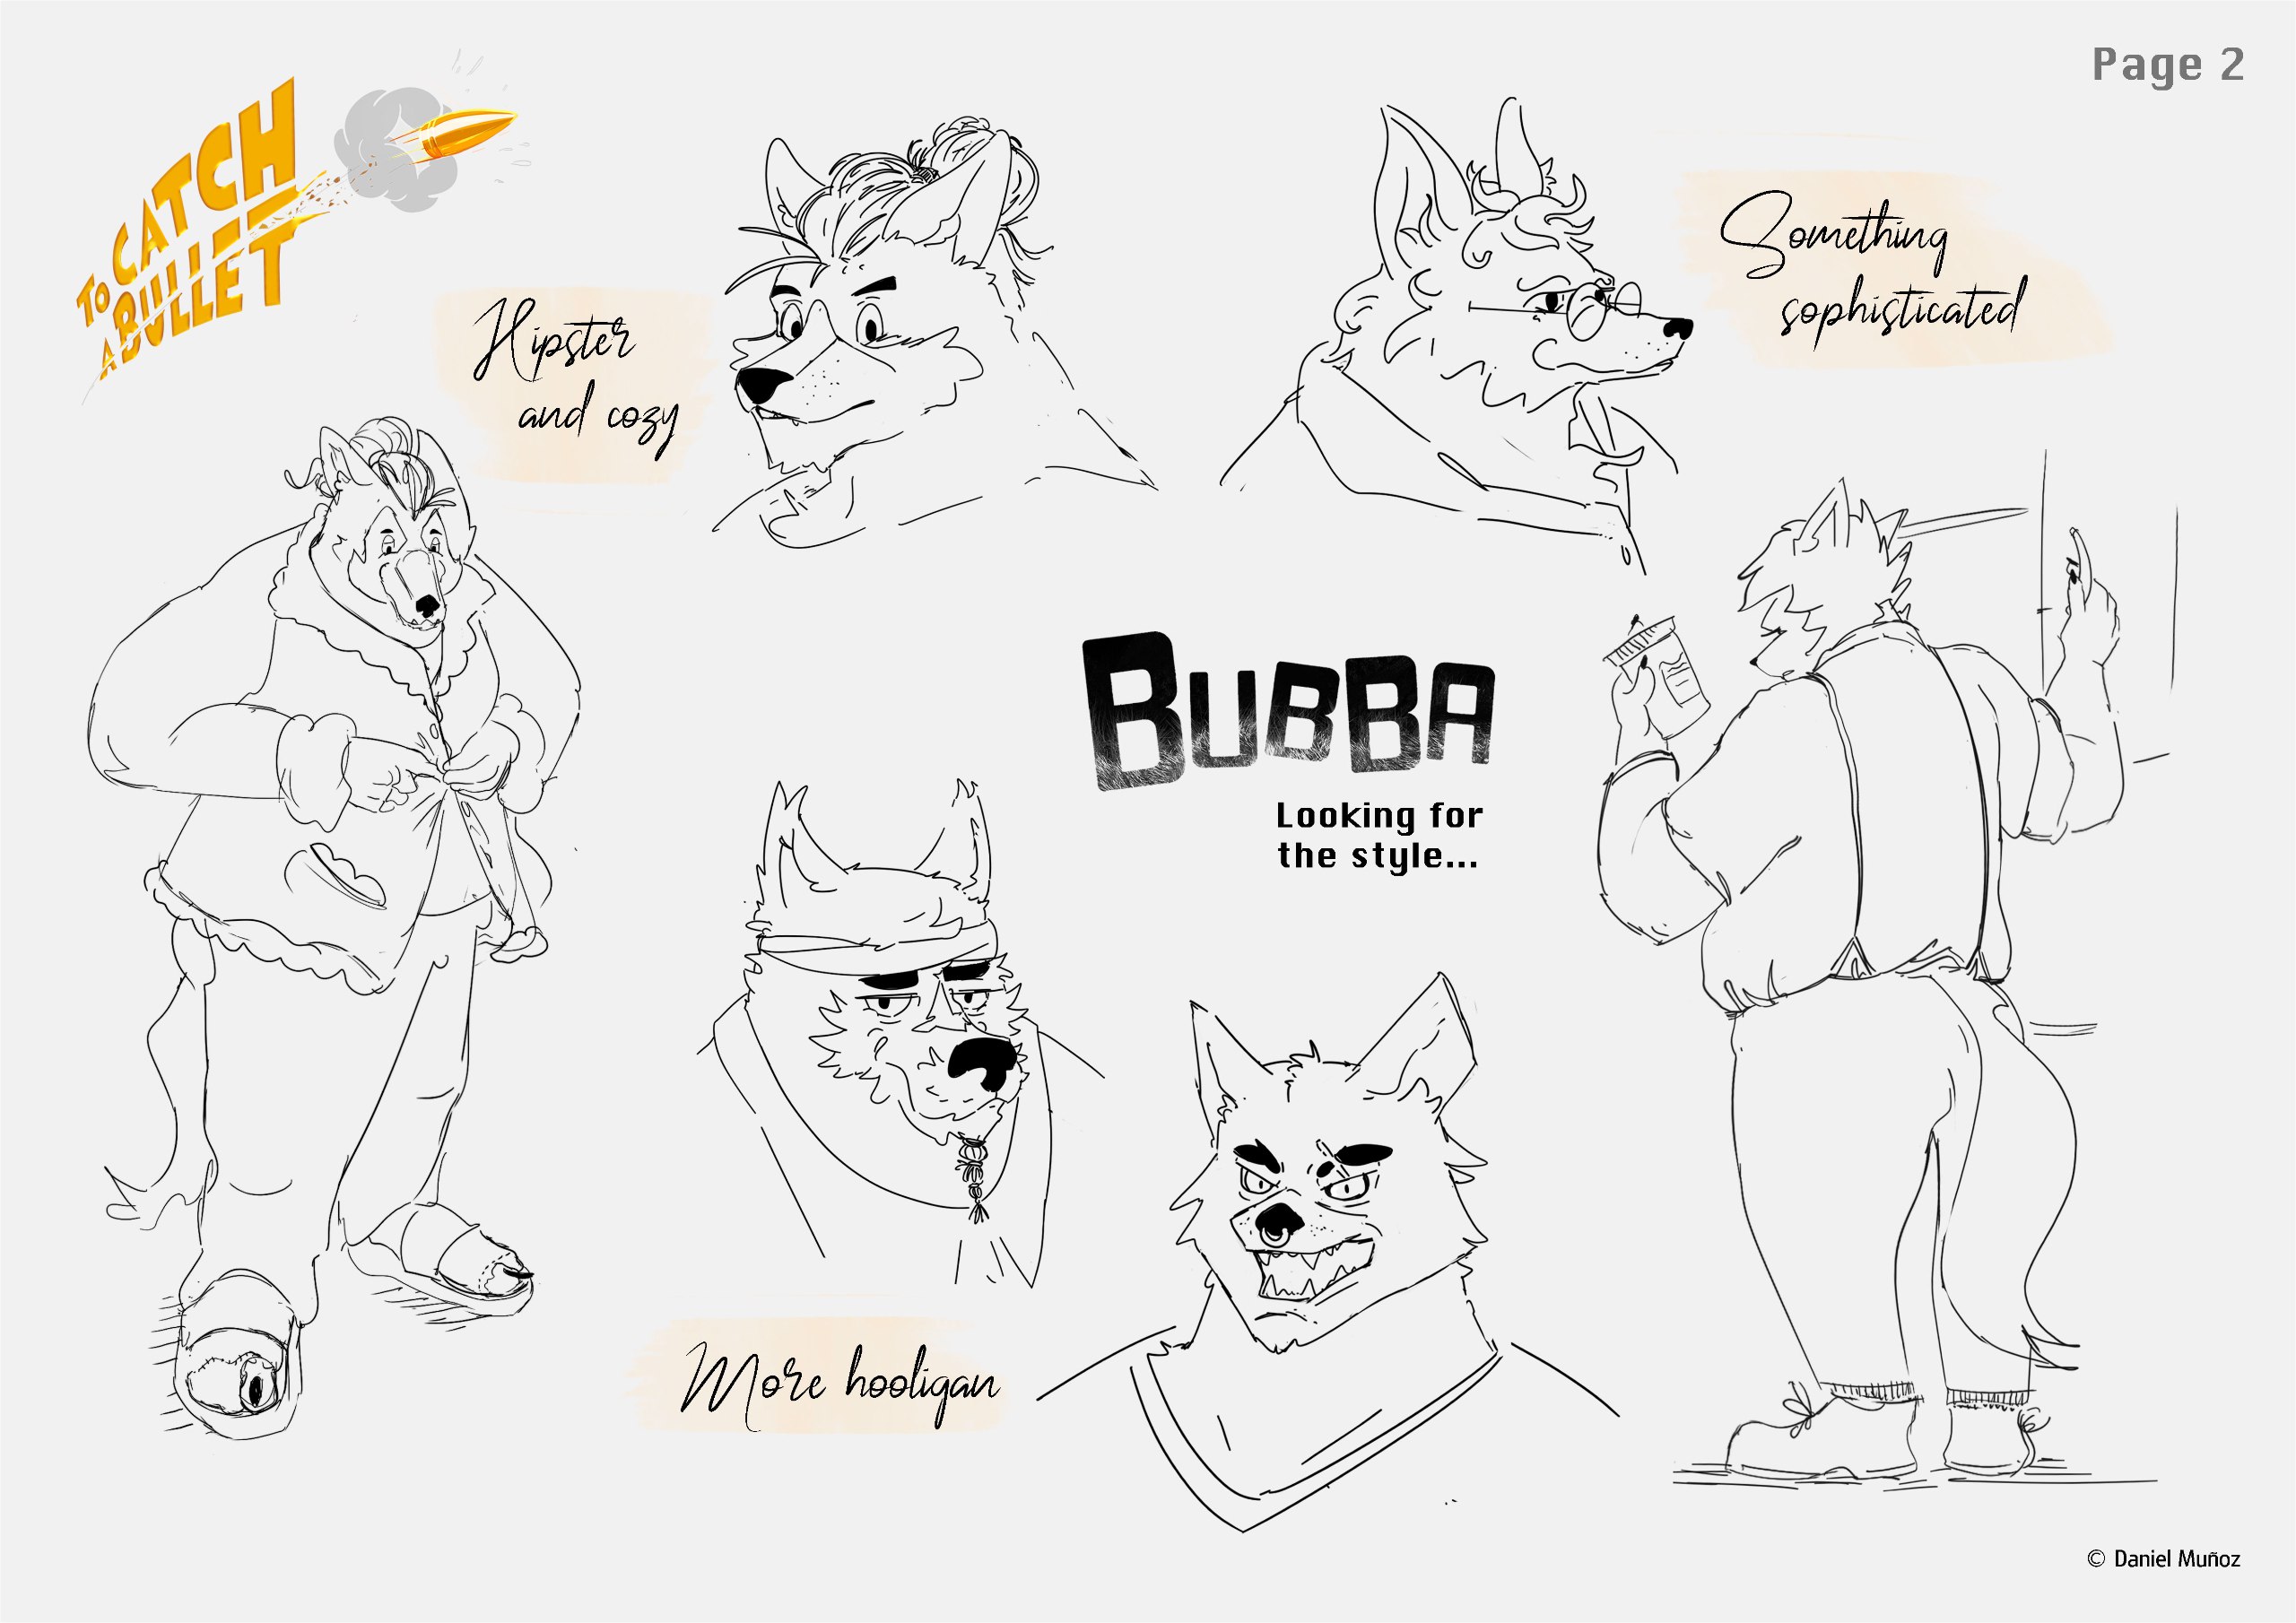 Page 2
TO CATCH
A BULLET
Hipster
and cozy
Something
sophisticated
BUBBA
Looking for
the style...
More hooligan
© Daniel Muñoz